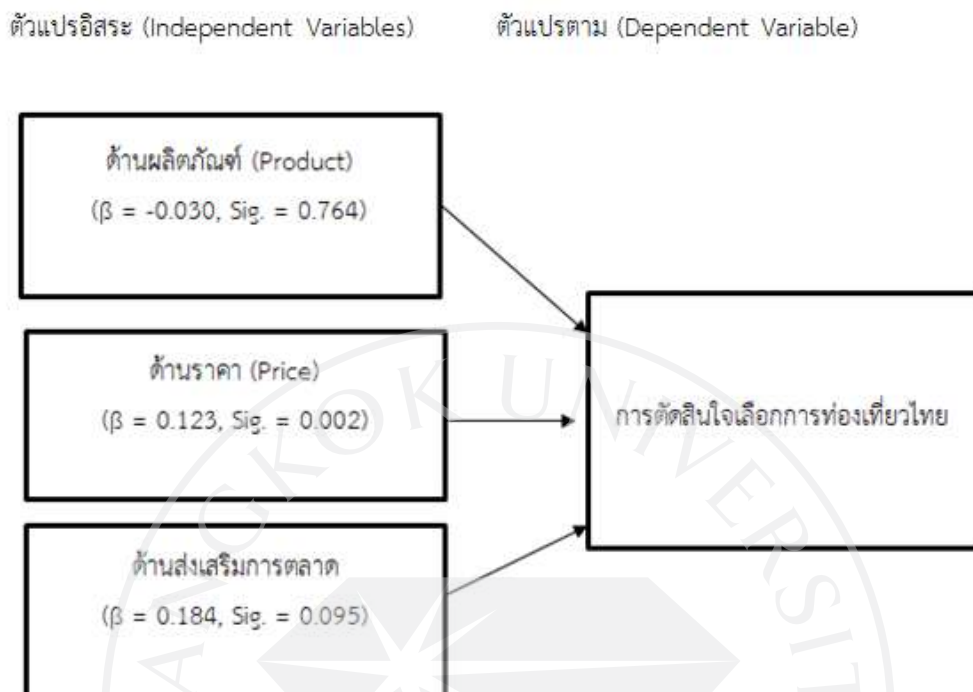 ตัวแปรอิสระ (Independent Variables)
ตัวแปรตาม (Dependent Variable)
ด้านผลิตภัณฑ์ (Product)
(β = -0.030, Sig. = 0.764)
ด้านราคา (Price)
(β = 0.123, Sig. = 0.002)
ด้านส่งเสริมการตลาด
(β = 0.184, Sig. = 0.095)
การตัดสินใจเลือกการท่องเที่ยวไทย
ANGKOK UNIVERSIT